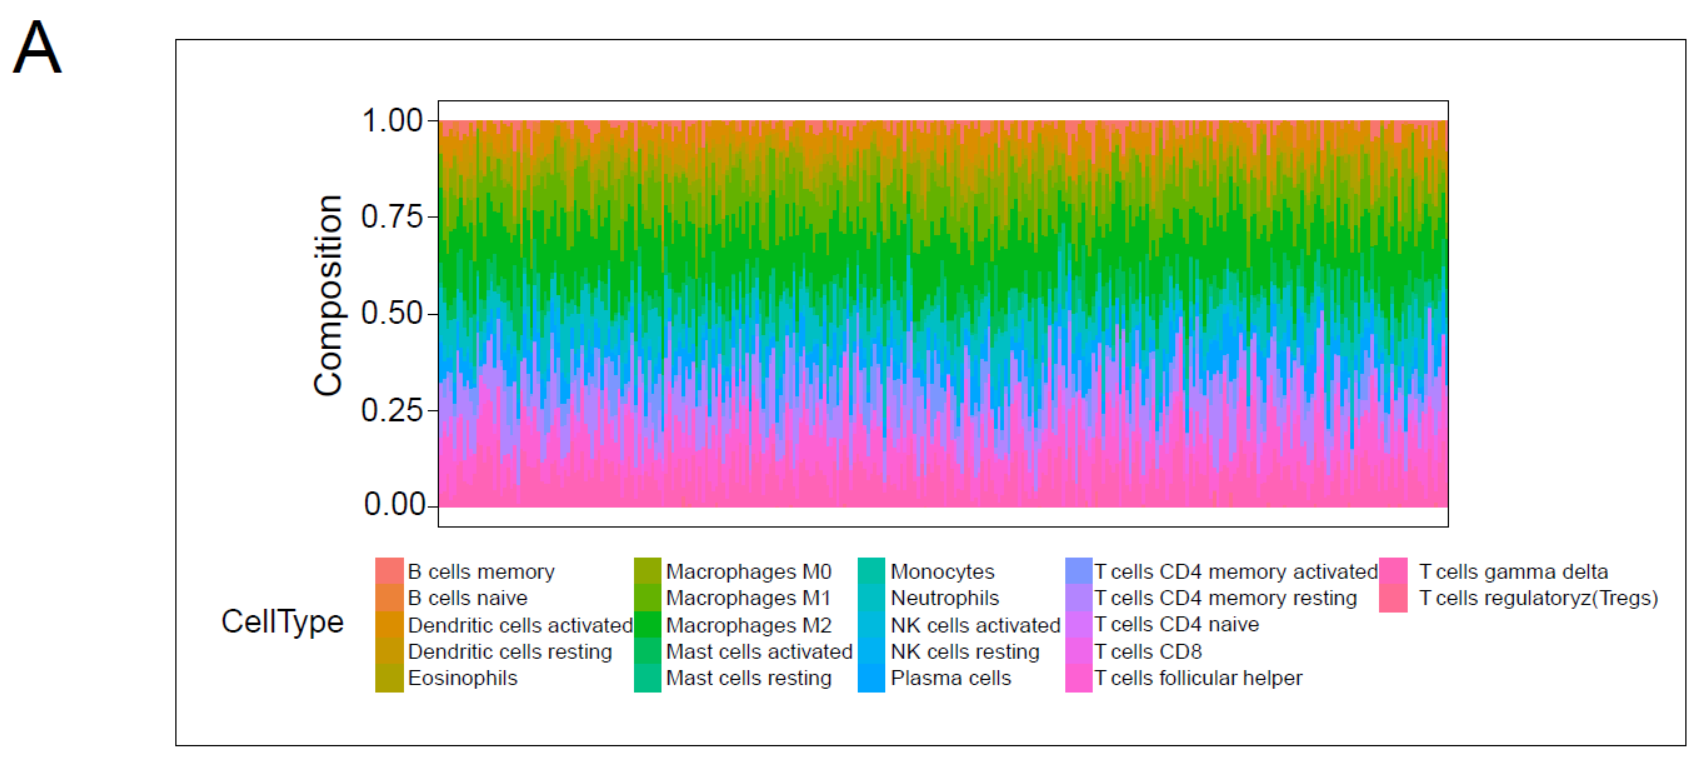 A
1.00
0.75
0.50
0.25
0.00
Composition
CellType
B cells memory
B cells naive
Dendritic cells activated
Dendritic cells resting
Eosinophils
Macrophages M0
Macrophages M1
Macrophages M2
Mast cells activated
Mast cells resting
Monocytes
Neutrophils
NK cells activated
NK cells resting
Plasma cells
T cells CD4 memory activated
T cells CD4 memory resting
T cells CD4 naive
T cells CD8
T cells follicular helper
T cells gamma delta
T cells regulatoryz(Tregs)